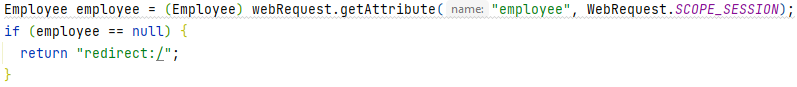 Employee employee = (Employee) webRequest.getAttribute( name: "employee", WebRequest.SCOPE_SESSION);
if (employee == null) {
  return "redirect:/";
}